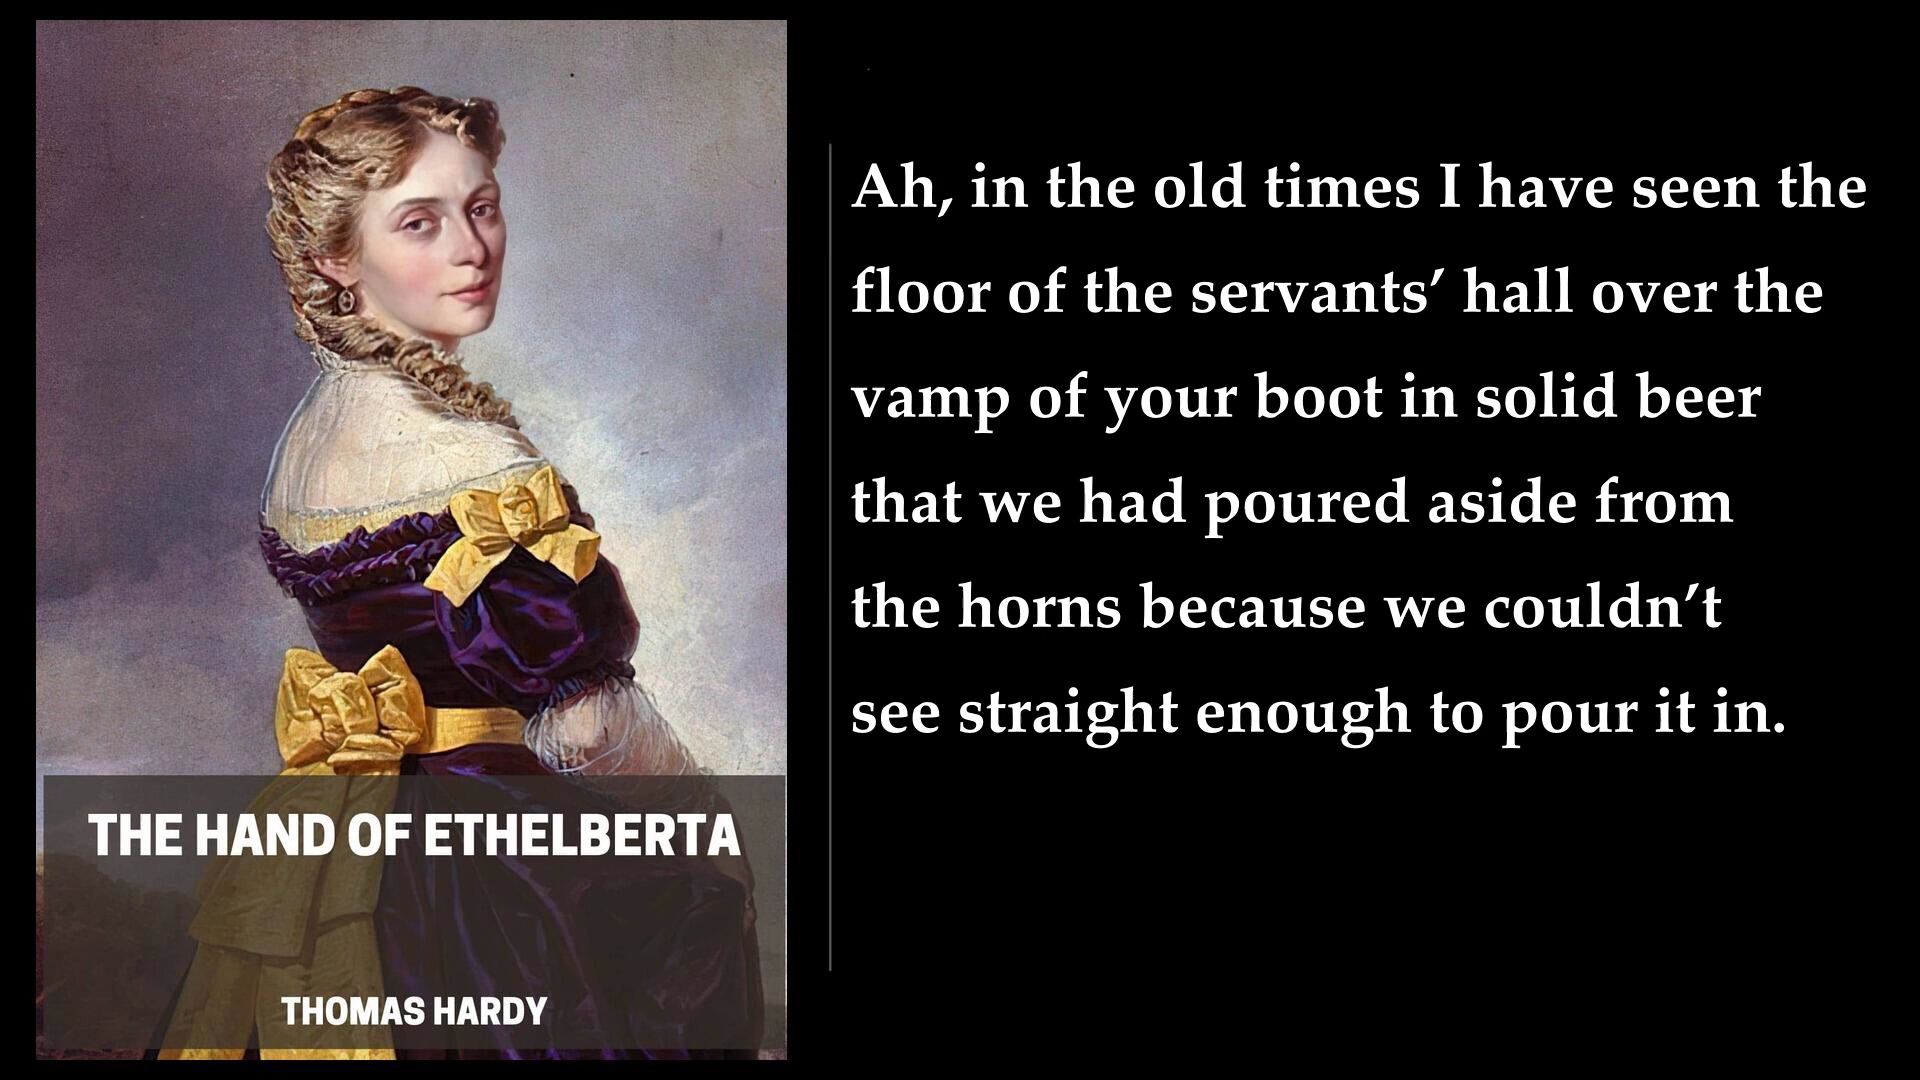 THE HAND OF ETHELBERTA
THOMAS HARDY
Ah, in the old times I have seen the
floor of the servants’ hall over the
vamp of your boot in solid beer
that we had poured aside from
the horns because we couldn’t
see straight enough to pour it in.